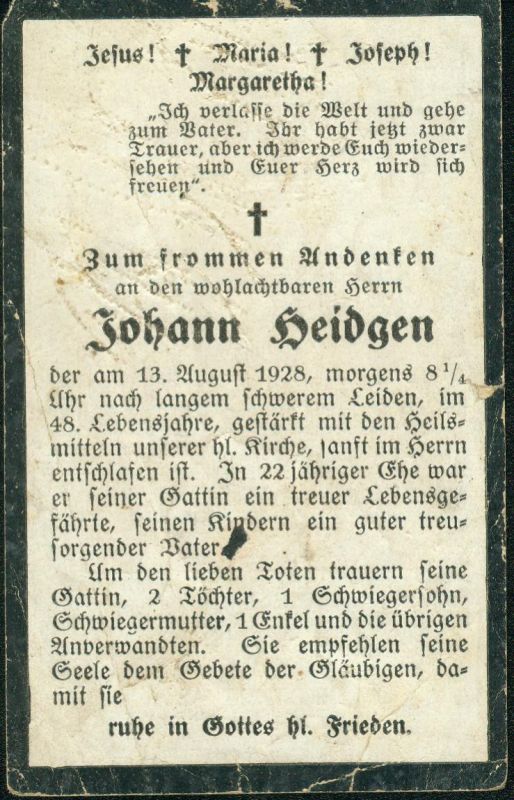 Jesus! † Maria! † Joseph!
Margaretha!
„Ich verlasse die Welt und gehe
zum Vater. Ihr habt jetzt zwar
Trauer, aber ich werde Euch wieder-
sehen und Euer Herz wird sich
freuen“.
†
Zum frommen Andenken
an den wohlachtbaren Herrn
Johann Heidgen
der am 13. August 1928, morgens 8 1/4
Uhr nach langem schwerem Leiden, im
48. Lebensjahre, gestärkt mit den Heils-
mitteln unserer hl. Kirche, sanft im Herrn
entschlafen ist. In 22 jähriger Ehe war
er seiner Gattin ein treuer Lebensge-
fährte, seinen Kindern ein guter treu-
sorgender Vater
Um den lieben Toten trauern seine
Gattin, 2 Töchter, 1 Schwiegersohn,
Schwiegermutter, 1 Enkel und die übrigen
Anverwandten. Sie empfehlen seine
Seele dem Gebete der Gläubigen, da-
mit sie
ruhe in Gottes hl. Frieden.